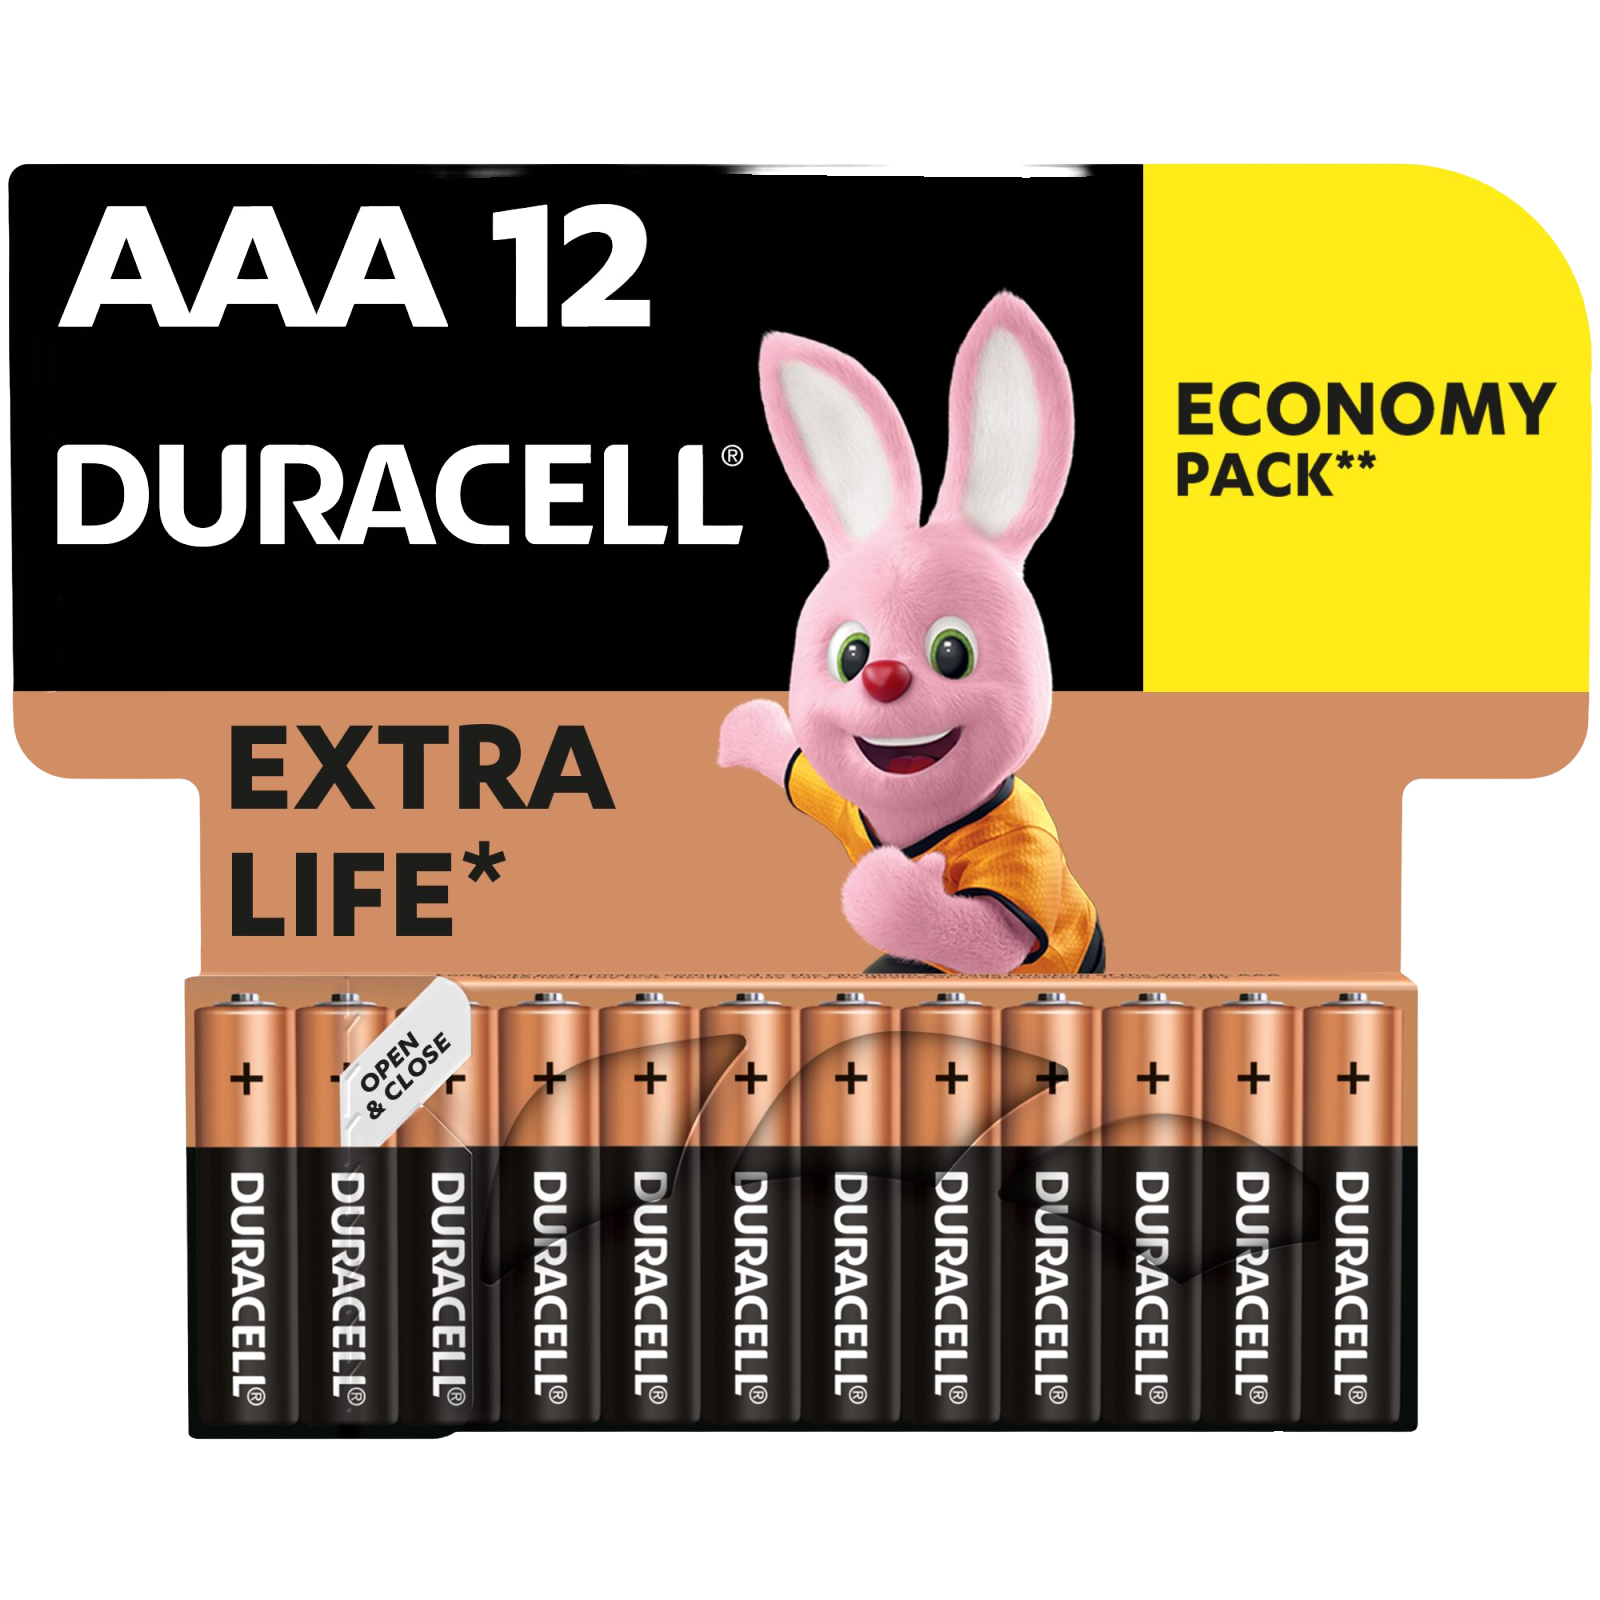 AAA 12
DURACELL®
ECONOMY
PACK**
EXTRA
LIFE*
OPEN
& CLOSE
+
+
+
+
+
+
+
+
+
+
+
+
DURACELL®
DURACELL®
DURACELL®
DURACELL®
DURACELL®
DURACELL®
DURACELL®
DURACELL®
DURACELL®
DURACELL®
DURACELL®
DURACELL®